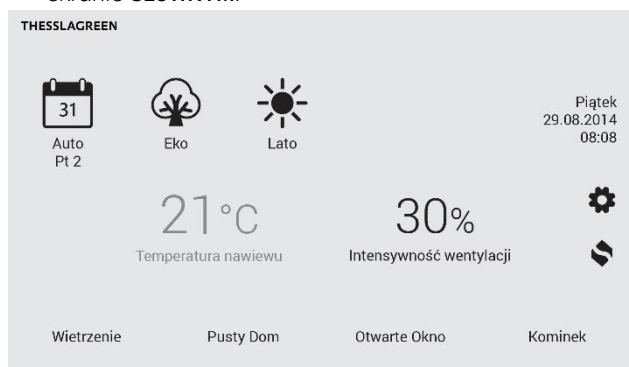 THESSLAGREEN
31
Auto
Pt 2
Eko
Lato
Piątek
29.08.2014
08:08
21°C
Temperatura nawiewu
30%
Intensywność wentylacji
Wietrzenie
Pusty Dom
Otwarte Okno
Kominek